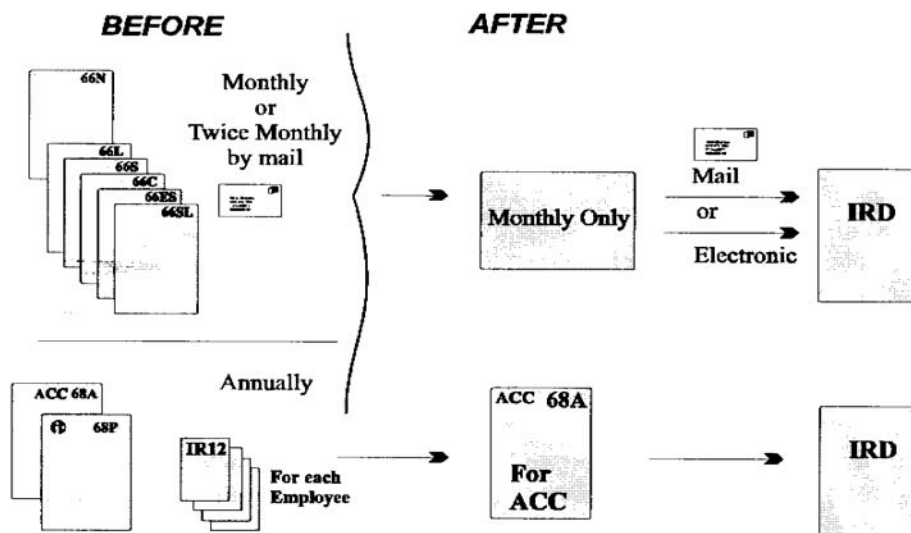 BEFORE
AFTER
66N
66L
66S
66C
66ES
66SL
Monthly
or
Twice Monthly
by mail
Monthly Only
Mail
or
Electronic
IRD
ACC 68A
68P
Annually
IR12
For each
Employee
ACC 68A
For
ACC
IRD